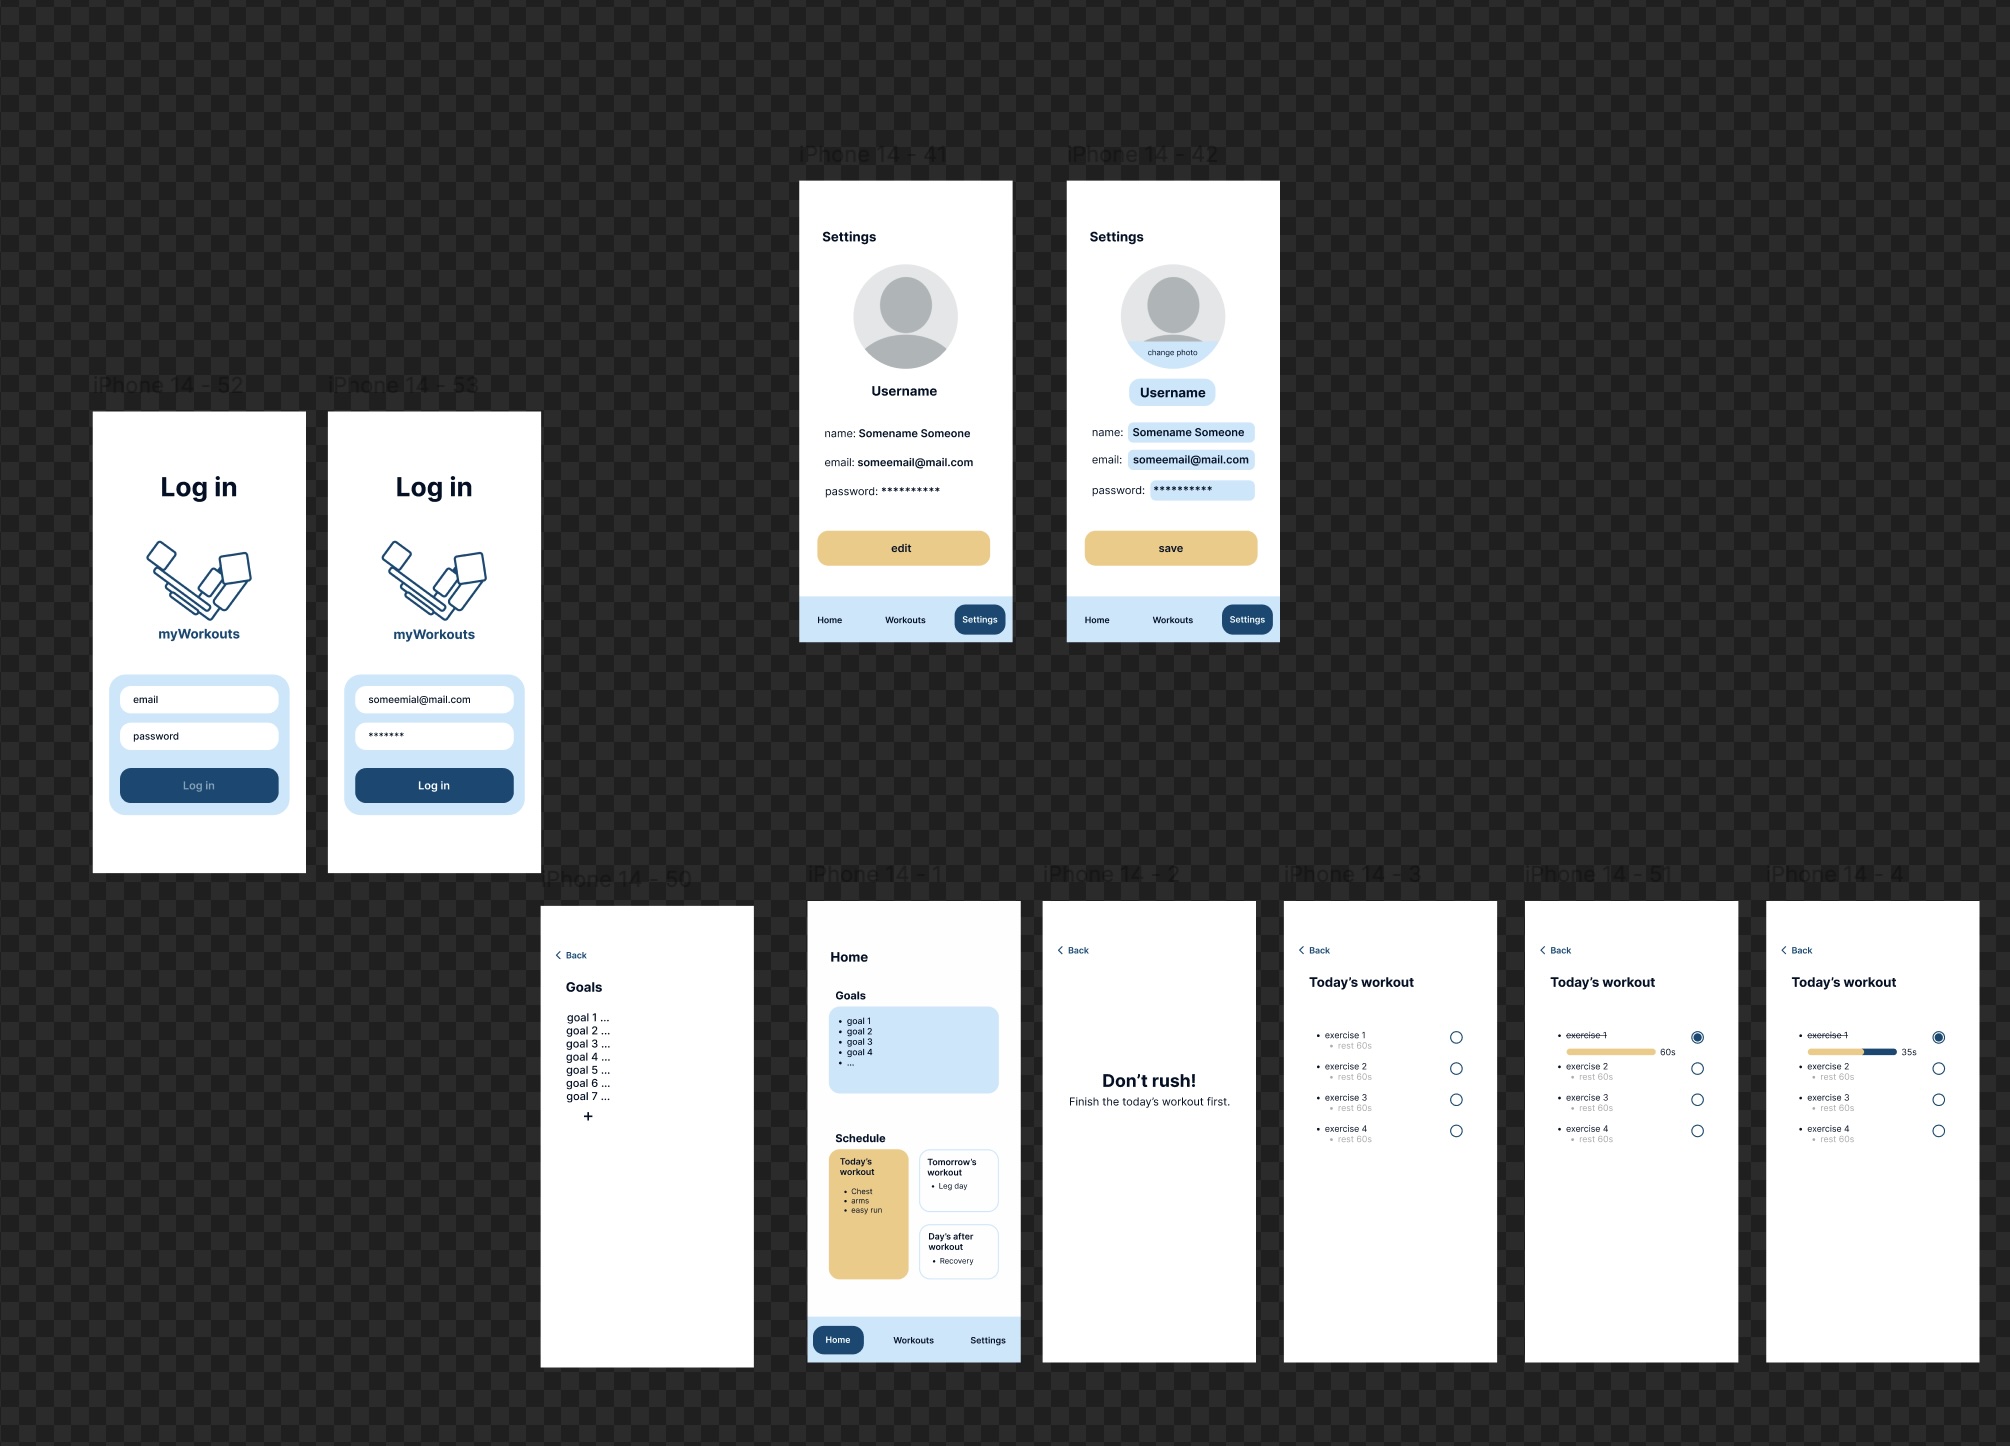 iPhone 14 - 41
Settings
Username
name: Somename Someone
email: someemail@mail.com
password: **********
edit
Home
Workouts
Settings
iPhone 14 - 42
Settings
change photo
Username
name: Somename Someone
email: someemail@mail.com
password: **********
save
Home
Workouts
Settings
iPhone 14 - 52
Log in
myWorkouts
email
password
Log in
iPhone 14 - 53
Log in
myWorkouts
someemial@mail.com
*******
Log in
iPhone 14 - 50
Back
Goals
goal 1 ...
goal 2 ...
goal 3 ...
goal 4 ...
goal 5 ...
goal 6 ...
goal 7 ...
+
iPhone 14 - 1
Home
Goals
• goal 1
• goal 2
• goal 3
• goal 4
• ...
Schedule
Today's
workout
• Chest
• arms
• easy run
Tomorrow's
workout
• Leg day
Day's after
workout
• Recovery
Home
Workouts
Settings
iPhone 14 - 2
Back
Don't rush!
Finish the today's workout first.
iPhone 14 - 3
Back
Today's workout
• exercise 1
• rest 60s
• exercise 2
• rest 60s
• exercise 3
• rest 60s
• exercise 4
• rest 60s
iPhone 14 - 51
Back
Today's workout
• exercise 1
60s
• exercise 2
• rest 60s
• exercise 3
• rest 60s
• exercise 4
• rest 60s
iPhone 14 - 4
Back
Today's workout
• exercise 1
35s
• exercise 2
• rest 60s
• exercise 3
• rest 60s
• exercise 4
• rest 60s